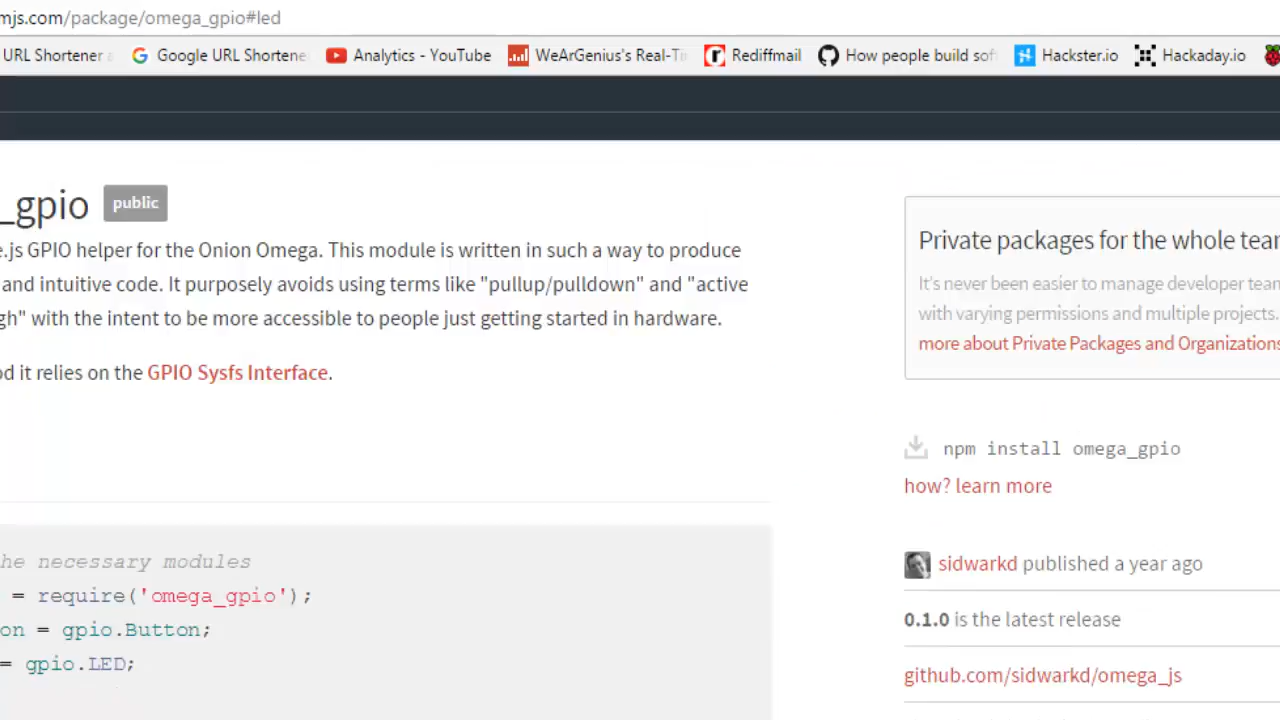 mjs.com/package/omega_gpio#led
URL Shortener
Google URL Shortene
Analytics - YouTube
WeArGenius's Real-Ti
Rediffmail
How people build sof
Hackster.io
Hackaday.io
_gpio
public
e.js GPIO helper for the Onion Omega. This module is written in such a way to produce
and intuitive code. It purposely avoids using terms like "pullup/pulldown" and "active
gh" with the intent to be more accessible to people just getting started in hardware.
od it relies on the GPIO Sysfs Interface.
he necessary modules
= require('omega_gpio');
on = gpio.Button;
= gpio.LED;
Private packages for the whole tean
It's never been easier to manage developer team
with varying permissions and multiple projects.
more about Private Packages and Organizations
npm install omega_gpio
how? learn more
sidwarkd published a year ago
0.1.0 is the latest release
github.com/sidwarkd/omega_js